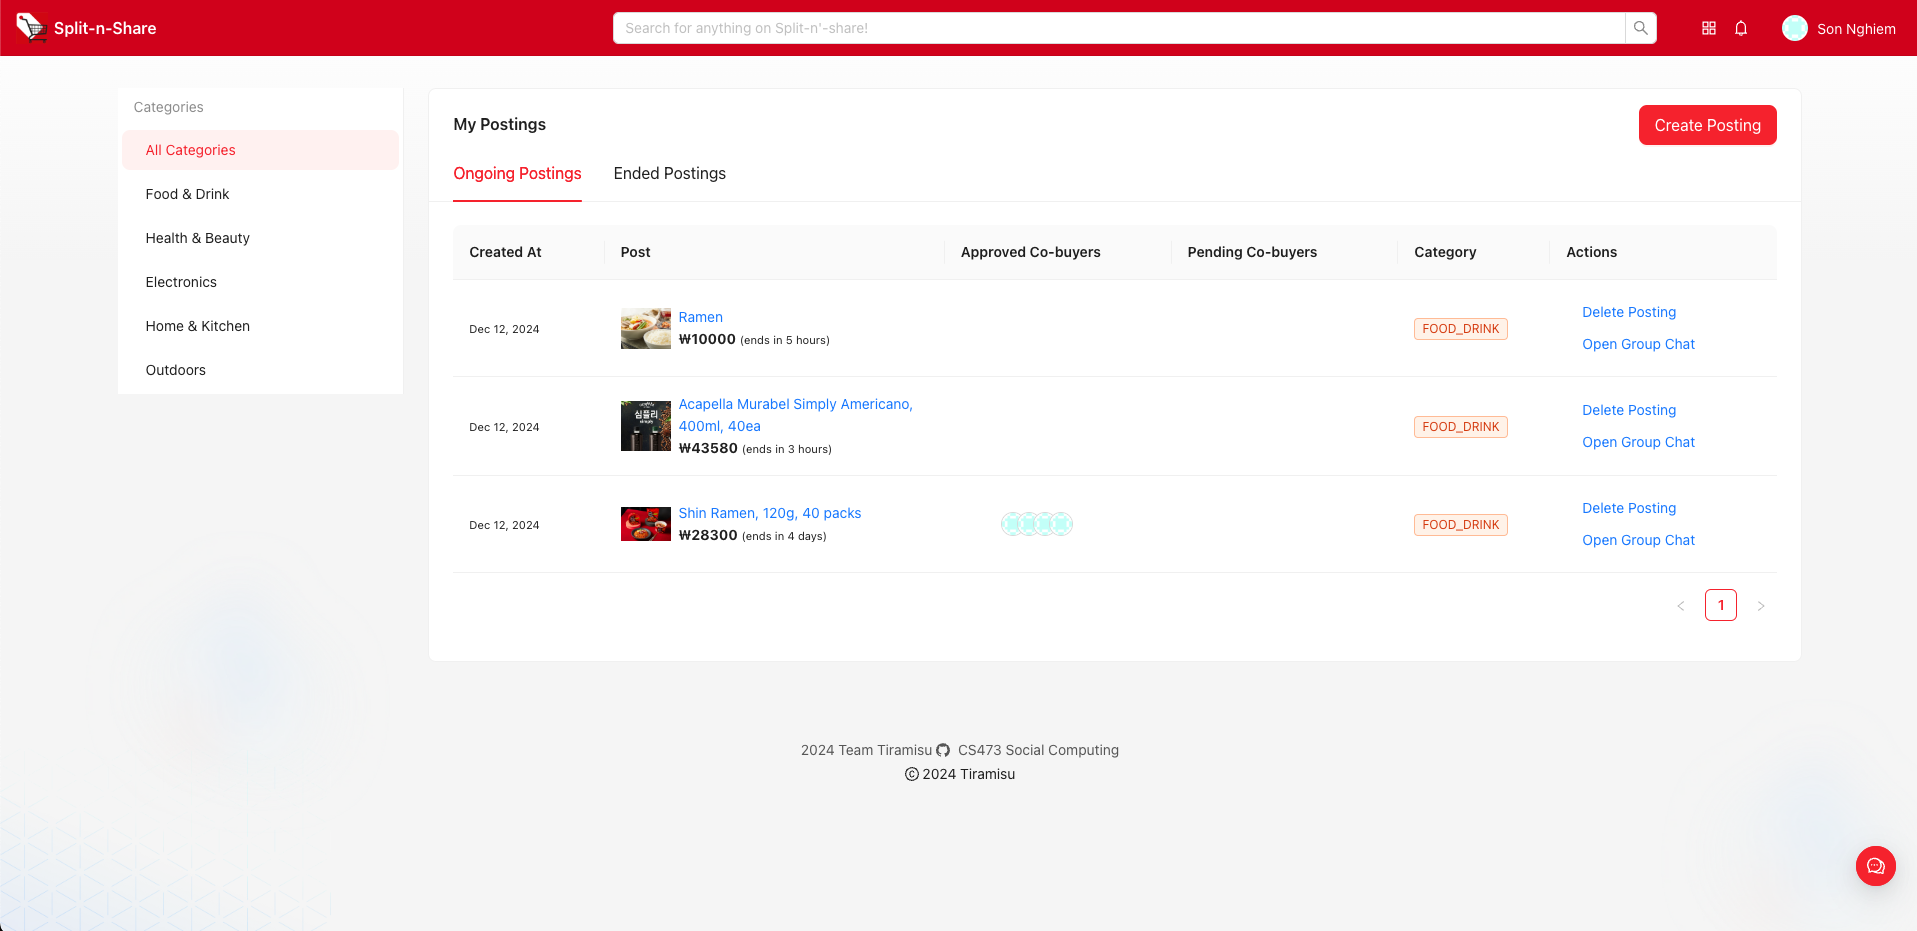 Split-n-Share
Search for anything on Split-n'-share!
Son Nghiem
Categories
All Categories
Food & Drink
Health & Beauty
Electronics
Home & Kitchen
Outdoors
My Postings
Create Posting
Ongoing Postings
Ended Postings
Created At
Post
Approved Co-buyers
Pending Co-buyers
Category
Actions
Dec 12, 2024
Ramen
₩10000 (ends in 5 hours)
FOOD_DRINK
Delete Posting
Open Group Chat
Dec 12, 2024
심플리
simply
Acapella Murabel Simply Americano,
400ml, 40ea
₩43580 (ends in 3 hours)
FOOD_DRINK
Delete Posting
Open Group Chat
Dec 12, 2024
Shin Ramen, 120g, 40 packs
₩28300 (ends in 4 days)
FOOD_DRINK
Delete Posting
Open Group Chat
< 1 >
2024 Team Tiramisu CS473 Social Computing
© 2024 Tiramisu